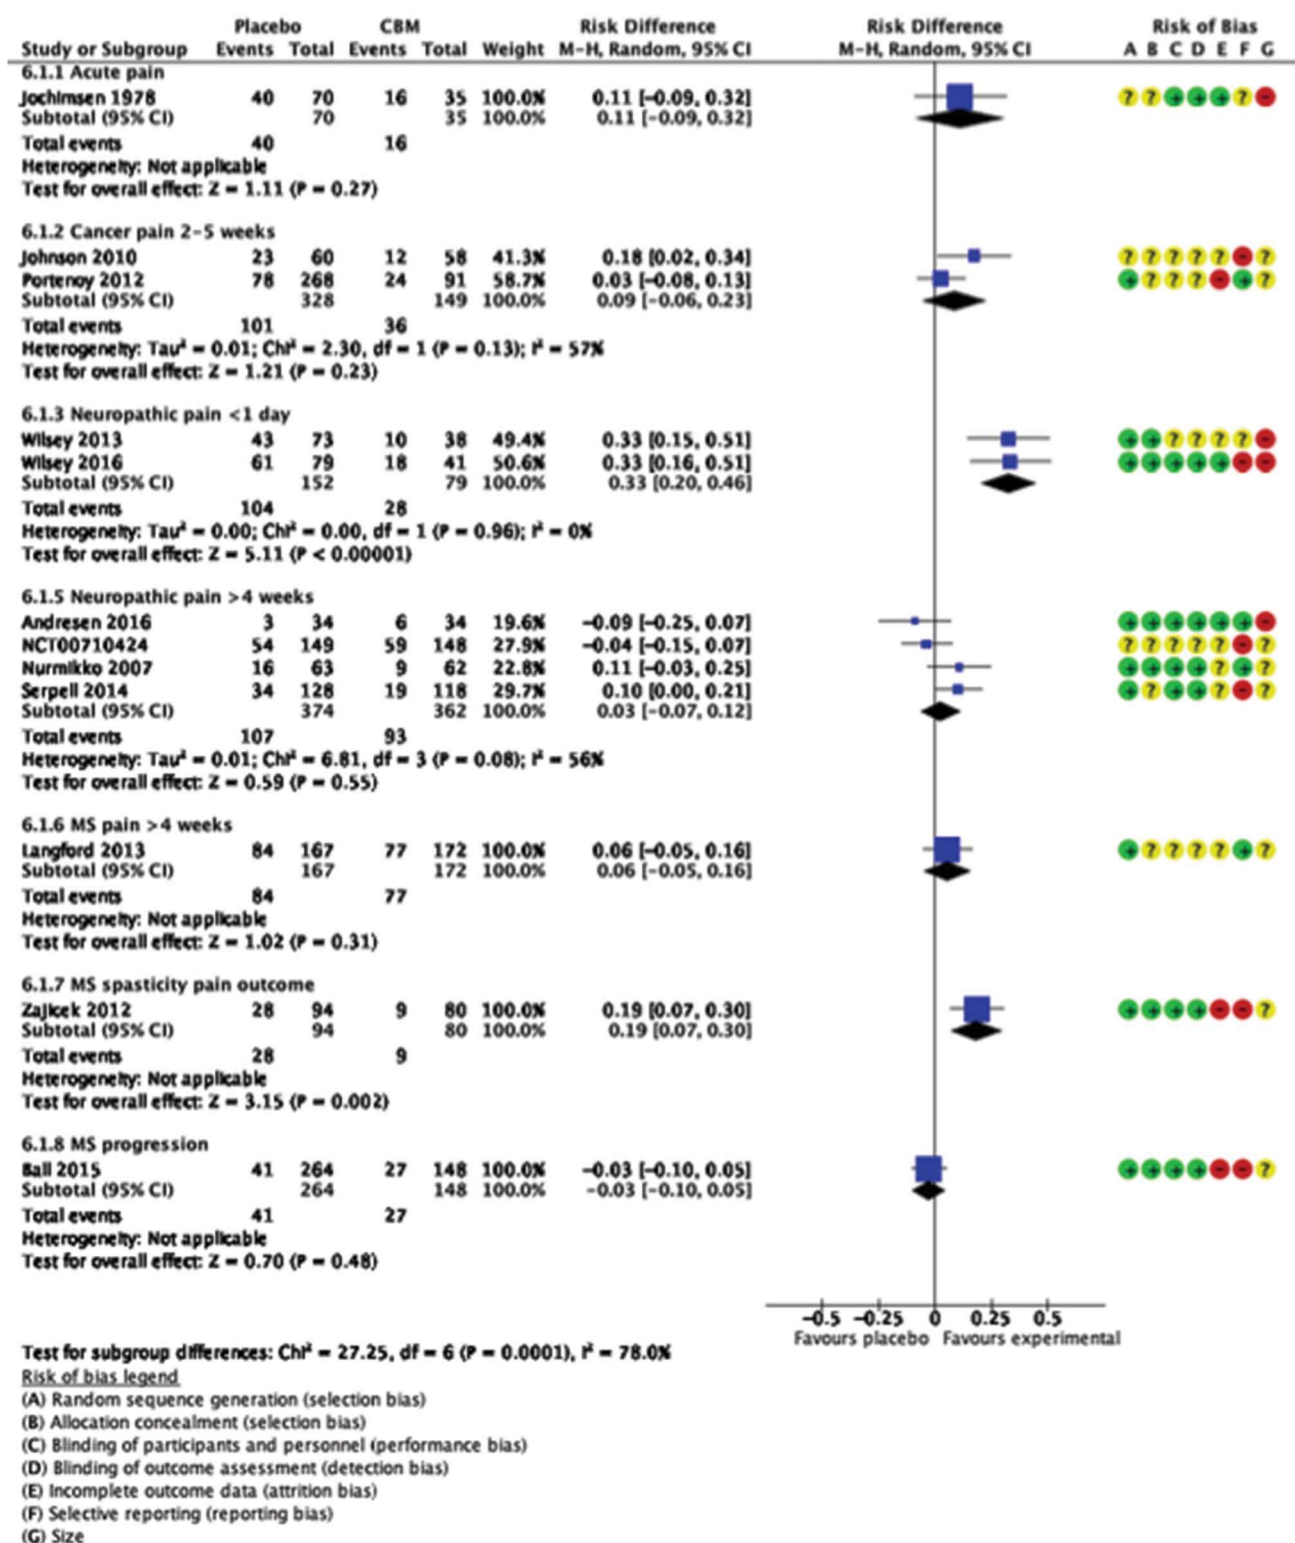 Placebo CBM Risk Difference Risk Difference Risk of Bias
Study or Subgroup Events Total Events Total Weight M-H, Random, 95% CI M-H, Random, 95% CI A B C D E F G
6.1.1 Acute pain
Jochimsen 1978 40 70 16 35 100.0% 0.11 [-0.09, 0.32] ? ? + + + ? -
Subtotal (95% CI) 70 35 100.0% 0.11 [-0.09, 0.32]
Total events 40 16
Heterogeneity: Not applicable
Test for overall effect: Z = 1.11 (P = 0.27)
6.1.2 Cancer pain 2-5 weeks
Johnson 2010 23 60 12 58 41.3% 0.18 [0.02, 0.34] ? ? ? ? ? - ?
Portenoy 2012 78 268 24 91 58.7% 0.03 [-0.08, 0.13] + ? ? ? - + ?
Subtotal (95% CI) 328 149 100.0% 0.09 [-0.06, 0.23]
Total events 101 36
Heterogeneity: Tau² = 0.01; Chi² = 2.30, df = 1 (P = 0.13); I² = 57%
Test for overall effect: Z = 1.21 (P = 0.23)
6.1.3 Neuropathic pain <1 day
Wilsey 2013 43 73 10 38 49.4% 0.33 [0.15, 0.51] + + ? ? ? ? -
Wilsey 2016 61 79 18 41 50.6% 0.33 [0.16, 0.51] + + + + + - -
Subtotal (95% CI) 152 79 100.0% 0.33 [0.20, 0.46]
Total events 104 28
Heterogeneity: Tau² = 0.00; Chi² = 0.00, df = 1 (P = 0.96); I² = 0%
Test for overall effect: Z = 5.11 (P < 0.00001)
6.1.5 Neuropathic pain >4 weeks
Andresen 2016 3 34 6 34 19.6% -0.09 [-0.25, 0.07] + + + + + + -
NCT00710424 54 149 59 148 27.9% -0.04 [-0.15, 0.07] ? ? ? ? ? - ?
Nurmikko 2007 16 63 9 62 22.8% 0.11 [-0.03, 0.25] + + + + ? + ?
Serpell 2014 34 128 19 118 29.7% 0.10 [0.00, 0.21] + ? + + ? - ?
Subtotal (95% CI) 374 362 100.0% 0.03 [-0.07, 0.12]
Total events 107 93
Heterogeneity: Tau² = 0.01; Chi² = 6.81, df = 3 (P = 0.08); I² = 56%
Test for overall effect: Z = 0.59 (P = 0.55)
6.1.6 MS pain >4 weeks
Langford 2013 84 167 77 172 100.0% 0.06 [-0.05, 0.16] + ? ? ? ? + ?
Subtotal (95% CI) 167 172 100.0% 0.06 [-0.05, 0.16]
Total events 84 77
Heterogeneity: Not applicable
Test for overall effect: Z = 1.02 (P = 0.31)
6.1.7 MS spasticity pain outcome
Zajicek 2012 28 94 9 80 100.0% 0.19 [0.07, 0.30] + + + + - - ?
Subtotal (95% CI) 94 80 100.0% 0.19 [0.07, 0.30]
Total events 28 9
Heterogeneity: Not applicable
Test for overall effect: Z = 3.15 (P = 0.002)
6.1.8 MS progression
Ball 2015 41 264 27 148 100.0% -0.03 [-0.10, 0.05] + + + + - - ?
Subtotal (95% CI) 264 148 100.0% -0.03 [-0.10, 0.05]
Total events 41 27
Heterogeneity: Not applicable
Test for overall effect: Z = 0.70 (P = 0.48)
-0.5 -0.25 0 0.25 0.5
Favours placebo Favours experimental
Test for subgroup differences: Chi² = 27.25, df = 6 (P = 0.0001), I² = 78.0%
Risk of bias legend
(A) Random sequence generation (selection bias)
(B) Allocation concealment (selection bias)
(C) Blinding of participants and personnel (performance bias)
(D) Blinding of outcome assessment (detection bias)
(E) Incomplete outcome data (attrition bias)
(F) Selective reporting (reporting bias)
(G) Size